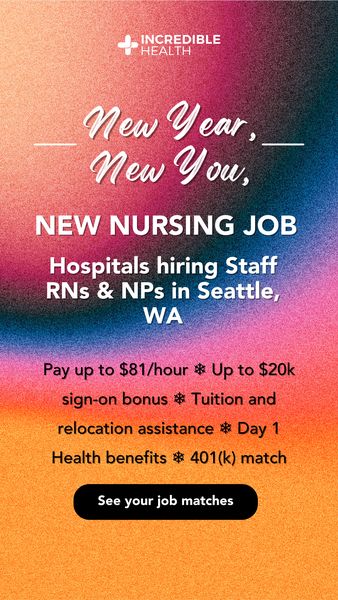 INCREDIBLE
HEALTH
New Year,
New You,
NEW NURSING JOB
Hospitals hiring Staff
RNs & NPs in Seattle,
WA
Pay up to $81/hour ❄ Up to $20k
sign-on bonus ❄ Tuition and
relocation assistance ❄ Day 1
Health benefits ❄ 401(k) match
See your job matches